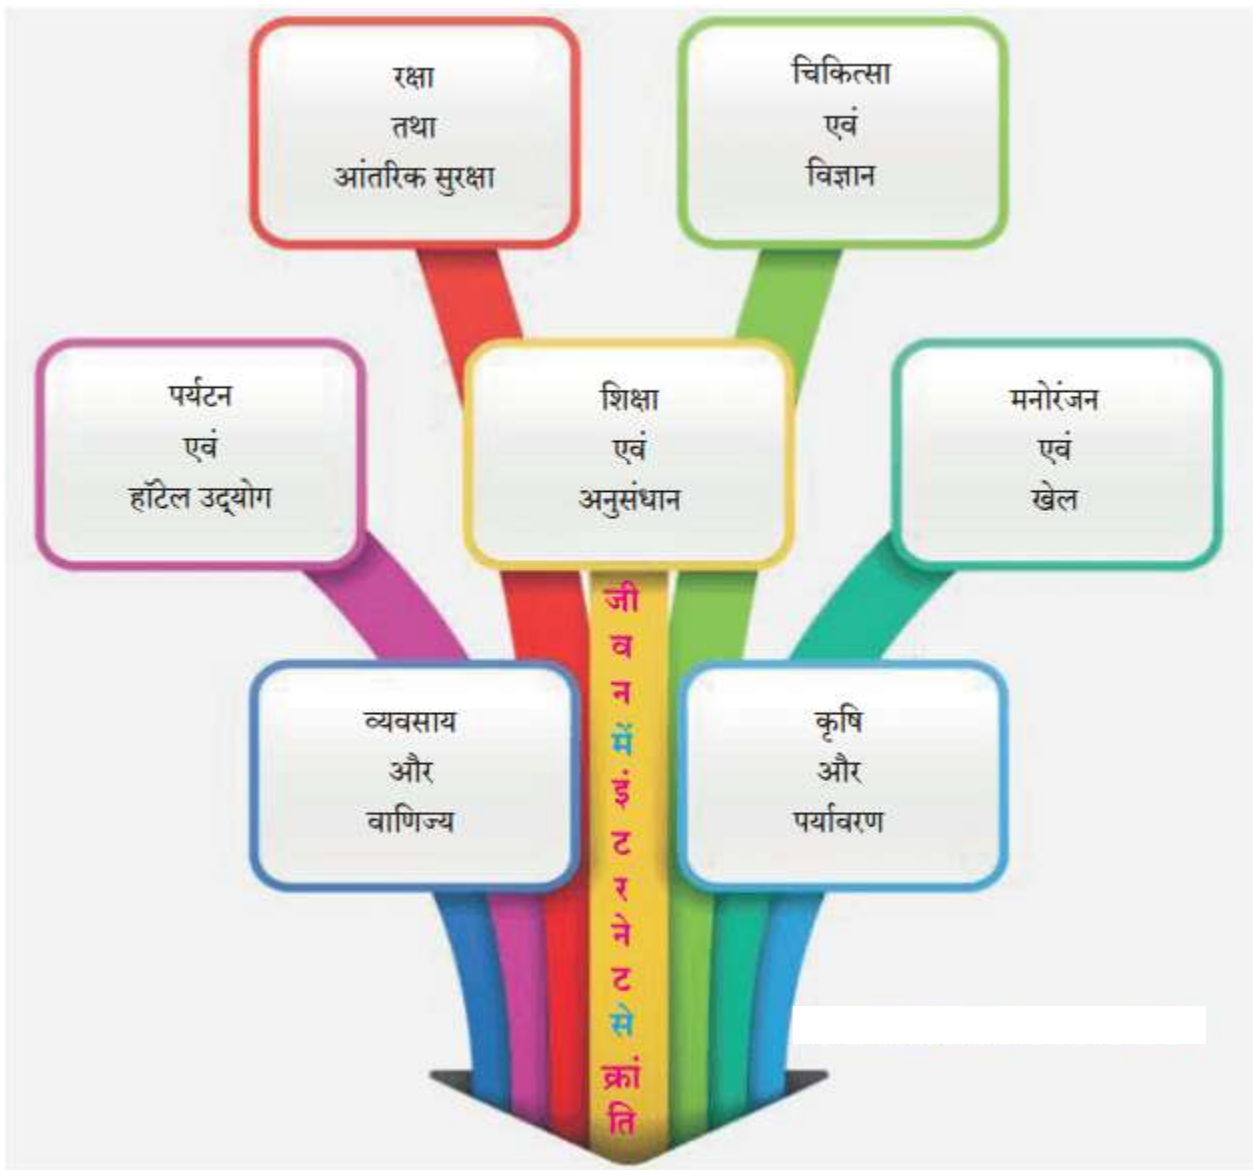 रक्षा
तथा
आंतरिक सुरक्षा
चिकित्सा
एवं
विज्ञान
पर्यटन
एवं
हॉटेल उद्‌योग
शिक्षा
एवं
अनुसंधान
मनोरंजन
एवं
खेल
व्यवसाय
और
वाणिज्य
कृषि
और
पर्यावरण
जी
व
न
में
इं
ट
र
ने
ट
से
क्रां
ति